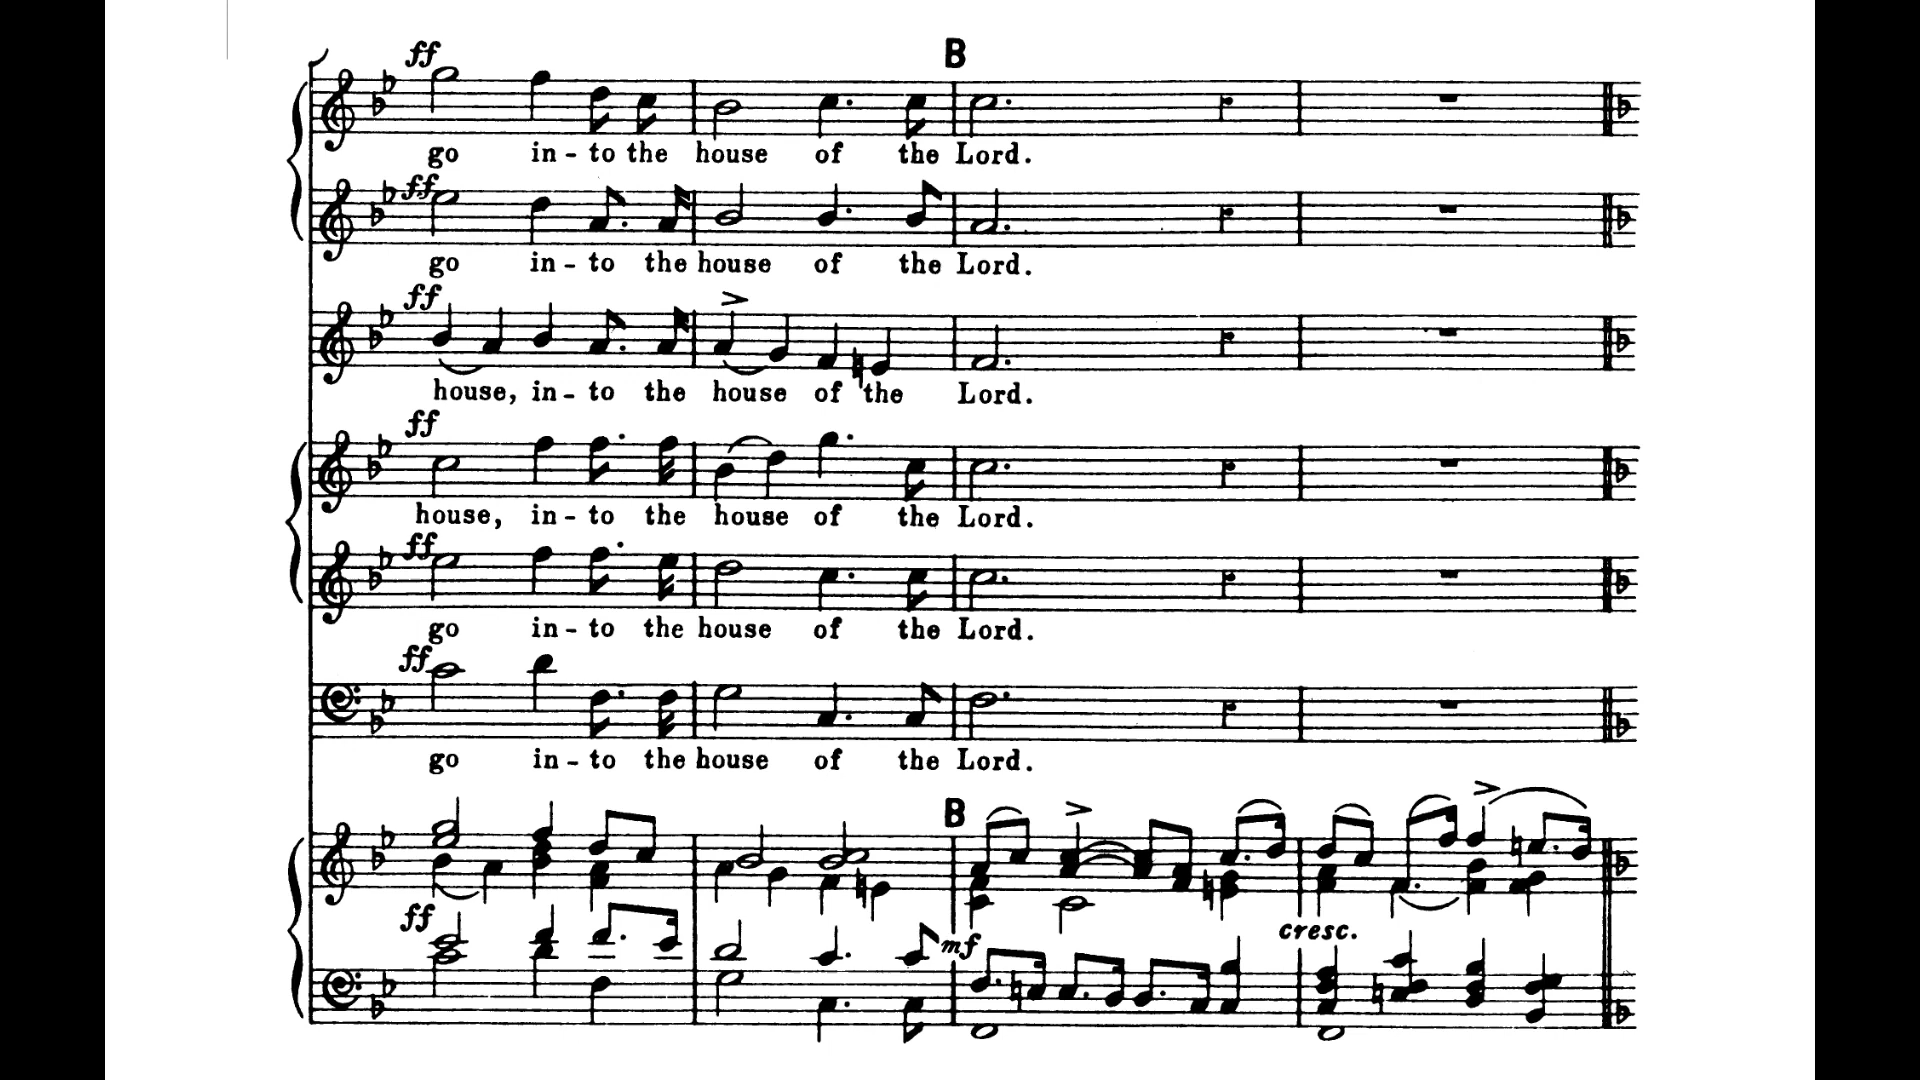 ff B
go in - to the house of the Lord.
ff
go in - to the house of the Lord.
ff
house, in - to the house of the Lord.
ff
house, in - to the house of the Lord.
ff
go in - to the house of the Lord.
ff
go in - to the house of the Lord.
B
ff mf cresc.